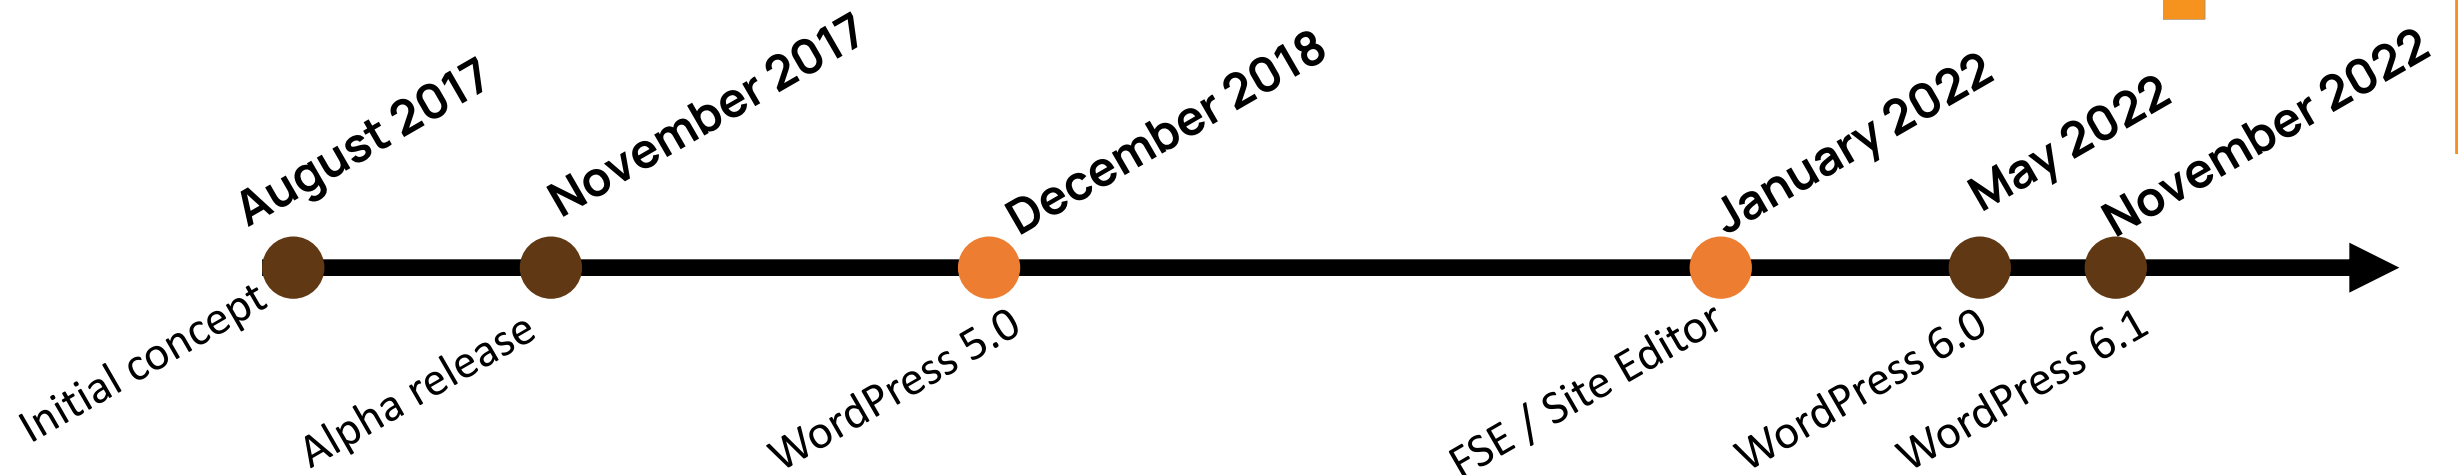 August 2017
November 2017
December 2018
January 2022
May 2022
November 2022
Initial concept
Alpha release
WordPress 5.0
FSE / Site Editor
WordPress 6.0
WordPress 6.1